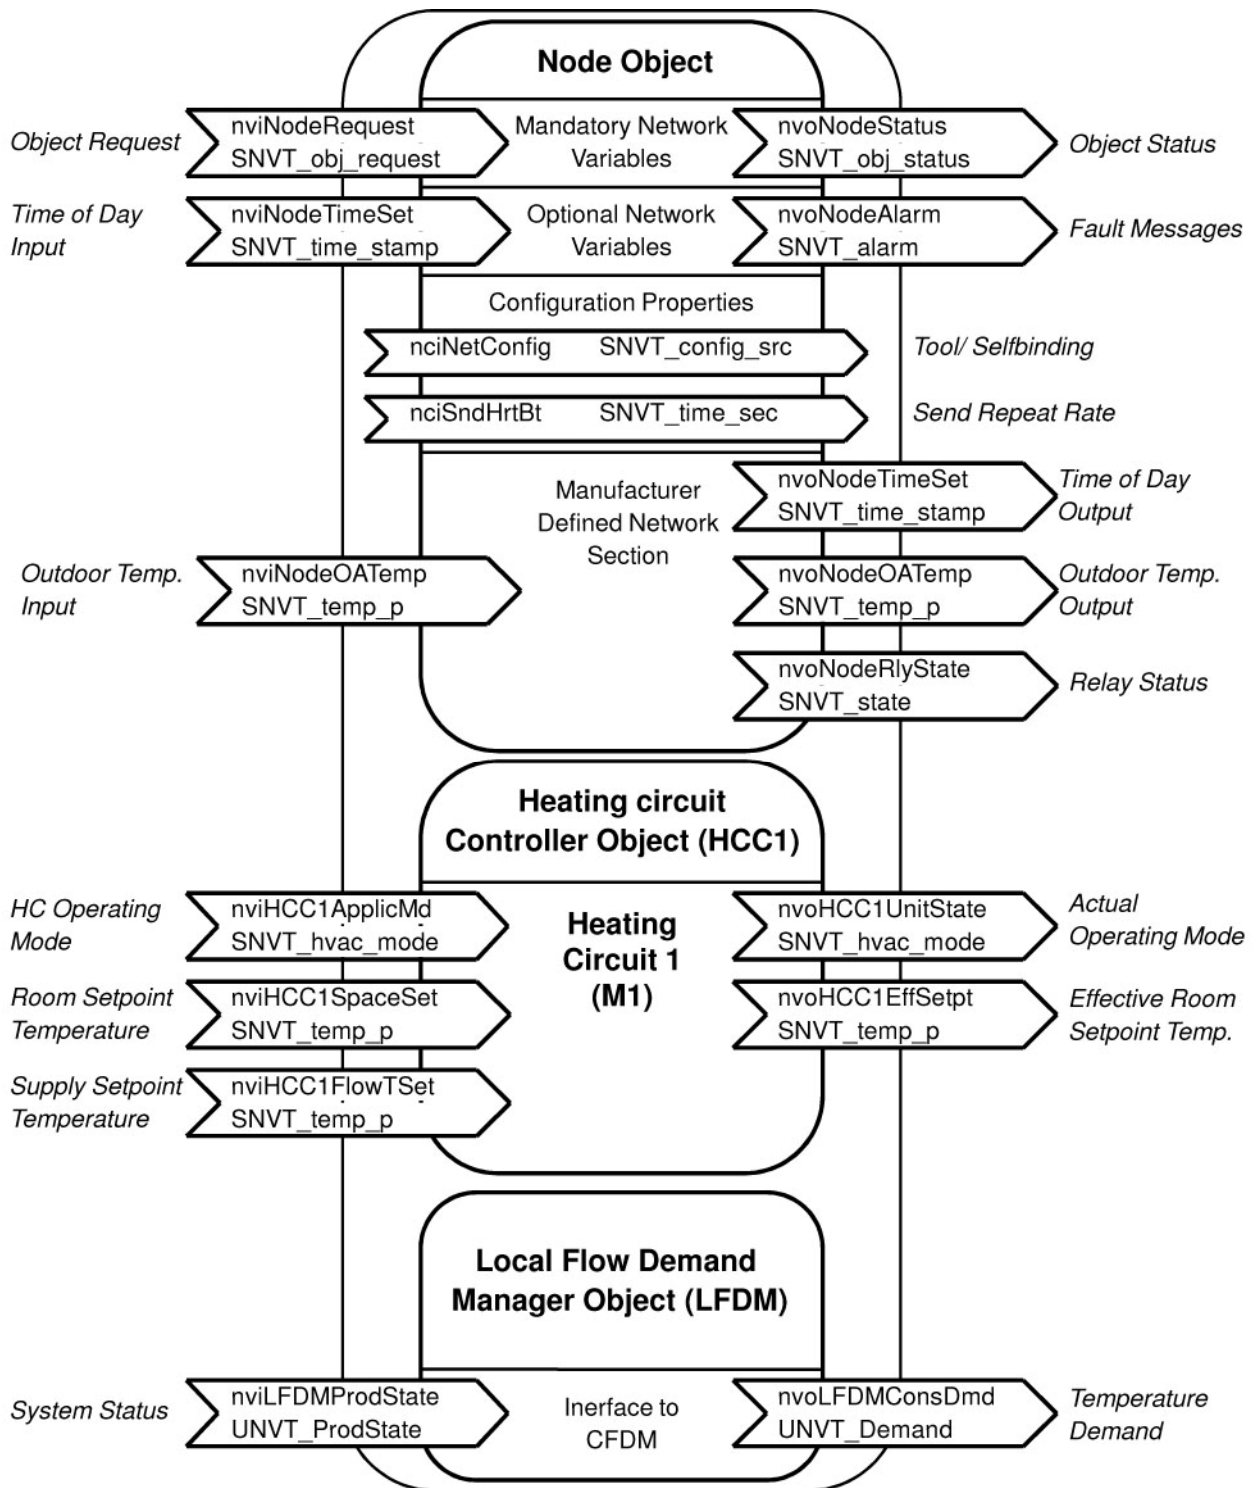 Node Object
Object Request
nviNodeRequest
SNVT_obj_request
Mandatory Network
Variables
nvoNodeStatus
SNVT_obj_status
Object Status
Time of Day
Input
nviNodeTimeSet
SNVT_time_stamp
Optional Network
Variables
nvoNodeAlarm
SNVT_alarm
Fault Messages
Configuration Properties
nciNetConfig SNVT_config_src
Tool/ Selfbinding
nciSndHrtBt SNVT_time_sec
Send Repeat Rate
Manufacturer
Defined Network
Section
nvoNodeTimeSet
SNVT_time_stamp
Time of Day
Output
Outdoor Temp.
Input
nviNodeOATemp
SNVT_temp_p
nvoNodeOATemp
SNVT_temp_p
Outdoor Temp.
Output
nvoNodeRlyState
SNVT_state
Relay Status
Heating circuit
Controller Object (HCC1)
HC Operating
Mode
nviHCC1ApplicMd
SNVT_hvac_mode
Heating
Circuit 1
(M1)
nvoHCC1UnitState
SNVT_hvac_mode
Actual
Operating Mode
Room Setpoint
Temperature
nviHCC1SpaceSet
SNVT_temp_p
nvoHCC1EffSetpt
SNVT_temp_p
Effective Room
Setpoint Temp.
Supply Setpoint
Temperature
nviHCC1FlowTSet
SNVT_temp_p
Local Flow Demand
Manager Object (LFDM)
System Status
nviLFDMProdState
UNVT_ProdState
Inerface to
CFDM
nvoLFDMConsDmd
UNVT_Demand
Temperature
Demand